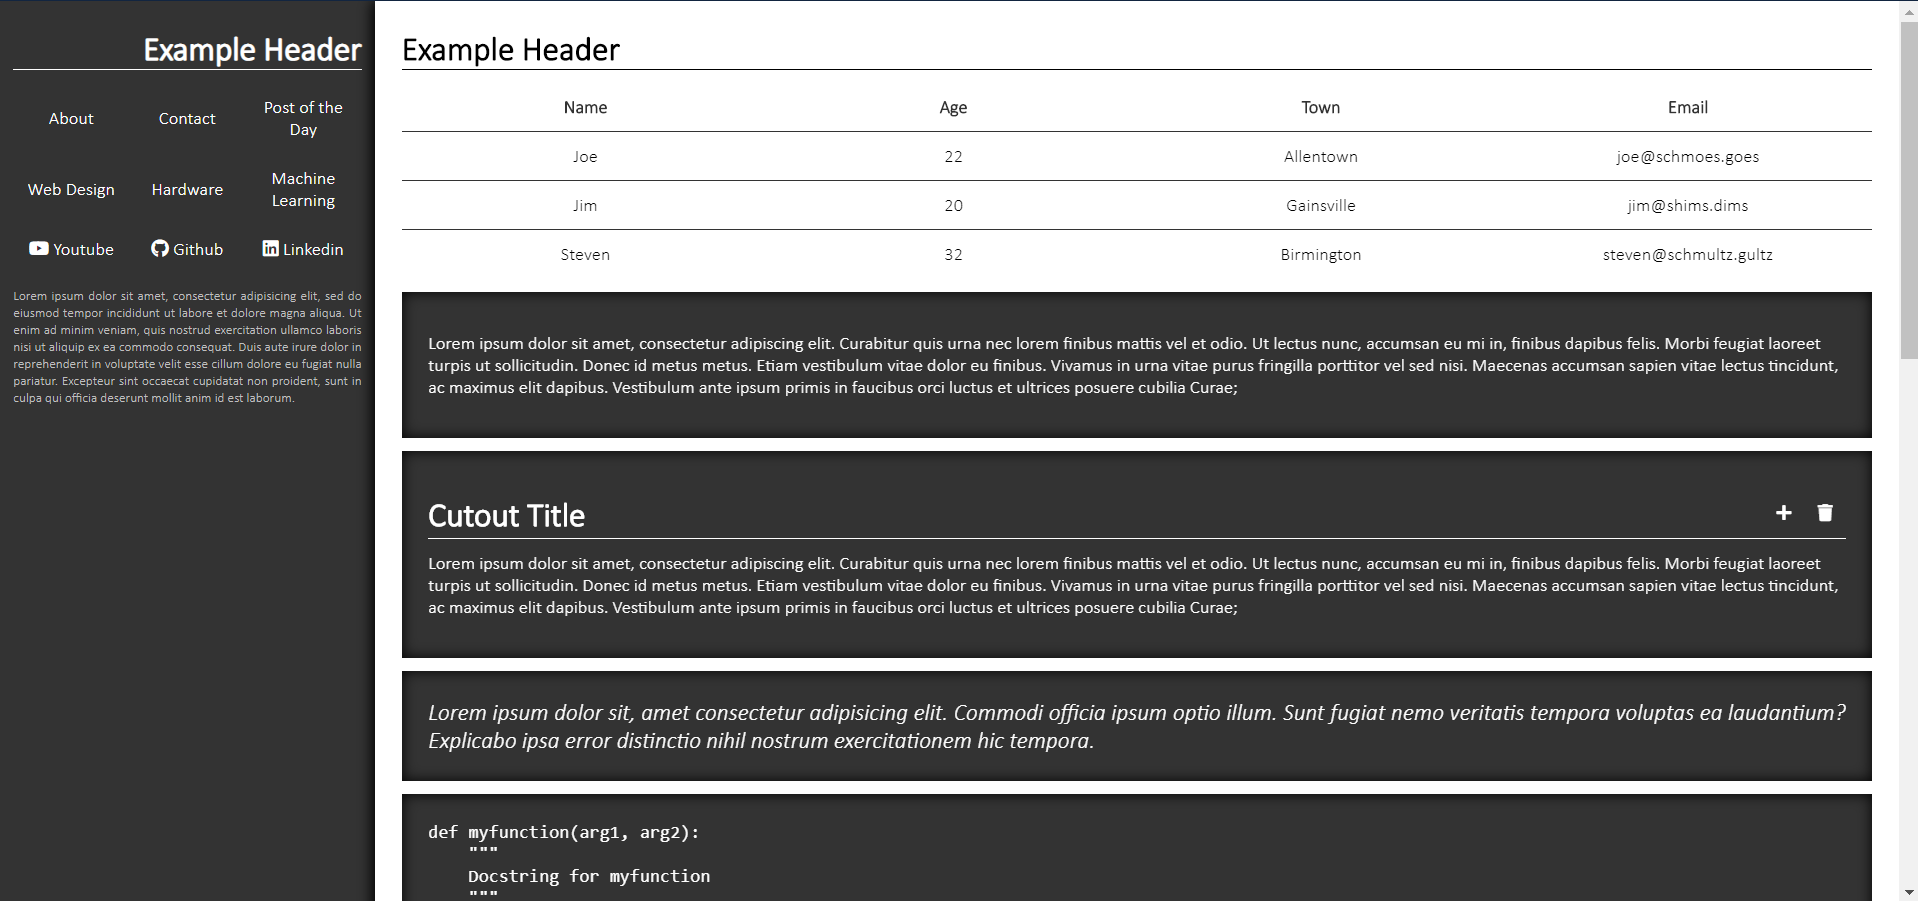 Example Header
About Contact Post of the Day
Web Design Hardware Machine Learning
Youtube Github Linkedin
Lorem ipsum dolor sit amet, consectetur adipisicing elit, sed do
eiusmod tempor incididunt ut labore et dolore magna aliqua. Ut
enim ad minim veniam, quis nostrud exercitation ullamco laboris
nisi ut aliquip ex ea commodo consequat. Duis aute irure dolor in
reprehenderit in voluptate velit esse cillum dolore eu fugiat nulla
pariatur. Excepteur sint occaecat cupidatat non proident, sunt in
culpa qui officia deserunt mollit anim id est laborum.
Example Header
Name Age Town Email
Joe 22 Allentown joe@schmoes.goes
Jim 20 Gainsville jim@shims.dims
Steven 32 Birmington steven@schmultz.gultz
Lorem ipsum dolor sit amet, consectetur adipiscing elit. Curabitur quis urna nec lorem finibus mattis vel et odio. Ut lectus nunc, accumsan eu mi in, finibus dapibus felis. Morbi feugiat laoreet
turpis ut sollicitudin. Donec id metus metus. Etiam vestibulum vitae dolor eu finibus. Vivamus in urna vitae purus fringilla porttitor vel sed nisi. Maecenas accumsan sapien vitae lectus tincidunt,
ac maximus elit dapibus. Vestibulum ante ipsum primis in faucibus orci luctus et ultrices posuere cubilia Curae;
Cutout Title
Lorem ipsum dolor sit amet, consectetur adipiscing elit. Curabitur quis urna nec lorem finibus mattis vel et odio. Ut lectus nunc, accumsan eu mi in, finibus dapibus felis. Morbi feugiat laoreet
turpis ut sollicitudin. Donec id metus metus. Etiam vestibulum vitae dolor eu finibus. Vivamus in urna vitae purus fringilla porttitor vel sed nisi. Maecenas accumsan sapien vitae lectus tincidunt,
ac maximus elit dapibus. Vestibulum ante ipsum primis in faucibus orci luctus et ultrices posuere cubilia Curae;
Lorem ipsum dolor sit, amet consectetur adipisicing elit. Commodi officia ipsum optio illum. Sunt fugiat nemo veritatis tempora voluptas ea laudantium?
Explicabo ipsa error distinctio nihil nostrum exercitationem hic tempora.
def myfunction(arg1, arg2):
"""
Docstring for myfunction
"""